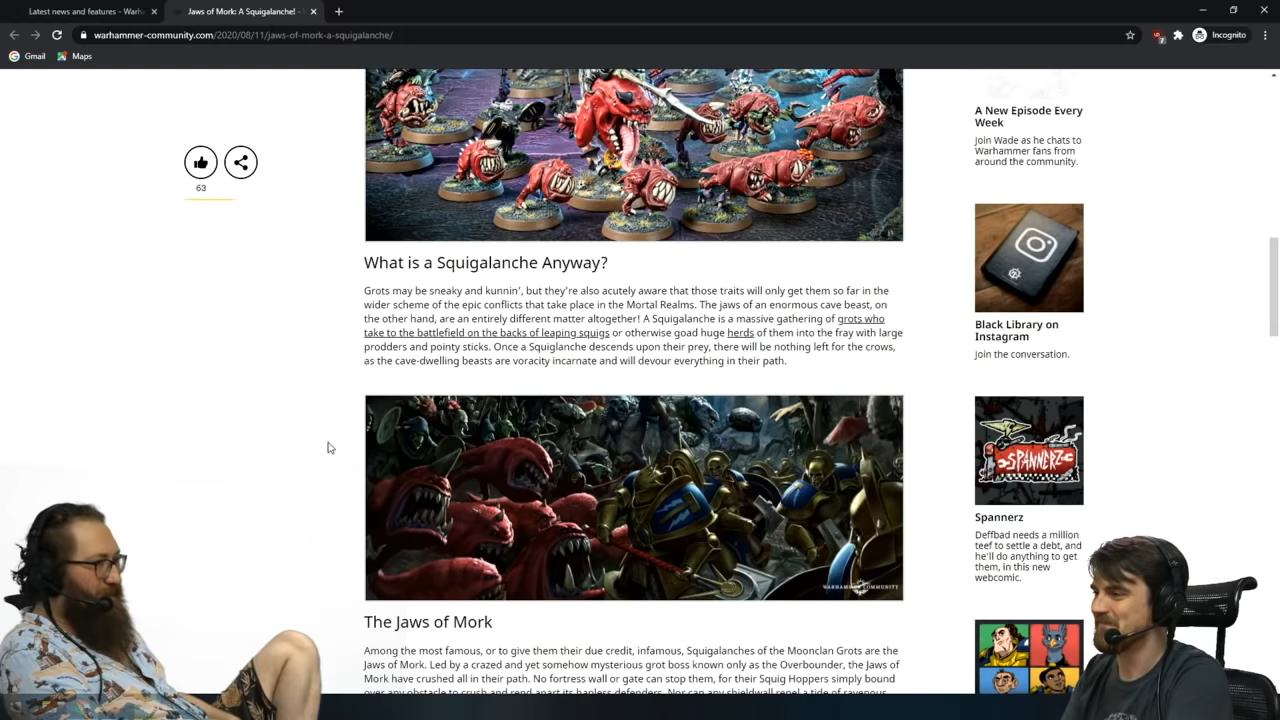 Latest news and features - Warh
Jaws of Mork: A Squigalanche! -
warhammer-community.com/2020/08/11/jaws-of-mork-a-squigalanche/
Incognito
Gmail
Maps
63
What is a Squigalanche Anyway?
Grots may be sneaky and kunnin', but they're also acutely aware that those traits will only get them so far in the
wider scheme of the epic conflicts that take place in the Mortal Realms. The jaws of an enormous cave beast, on
the other hand, are an entirely different matter altogether! A Squigalanche is a massive gathering of grots who
take to the battlefield on the backs of leaping squigs or otherwise goad huge herds of them into the fray with large
prodders and pointy sticks. Once a Squiglanche descends upon their prey, there will be nothing left for the crows,
as the cave-dwelling beasts are voracity incarnate and will devour everything in their path.
WARHAMMER COMMUNITY
The Jaws of Mork
Among the most famous, or to give them their due credit, infamous, Squigalanches of the Moonclan Grots are the
Jaws of Mork. Led by a crazed and yet somehow mysterious grot boss known only as the Overbounder, the Jaws of
Mork have crushed all in their path. No fortress wall or gate can stop them, for their Squig Hoppers simply bound
over any obstacle to crush and rend apart its hapless defenders. Nor can any shieldwall repel a tide of ravenous
A New Episode Every
Week
Join Wade as he chats to
Warhammer fans from
around the community.
Black Library on
Instagram
Join the conversation.
SPANNERZ
Spannerz
Deffbad needs a million
teef to settle a debt, and
he'll do anything to get
them, in this new
webcomic.